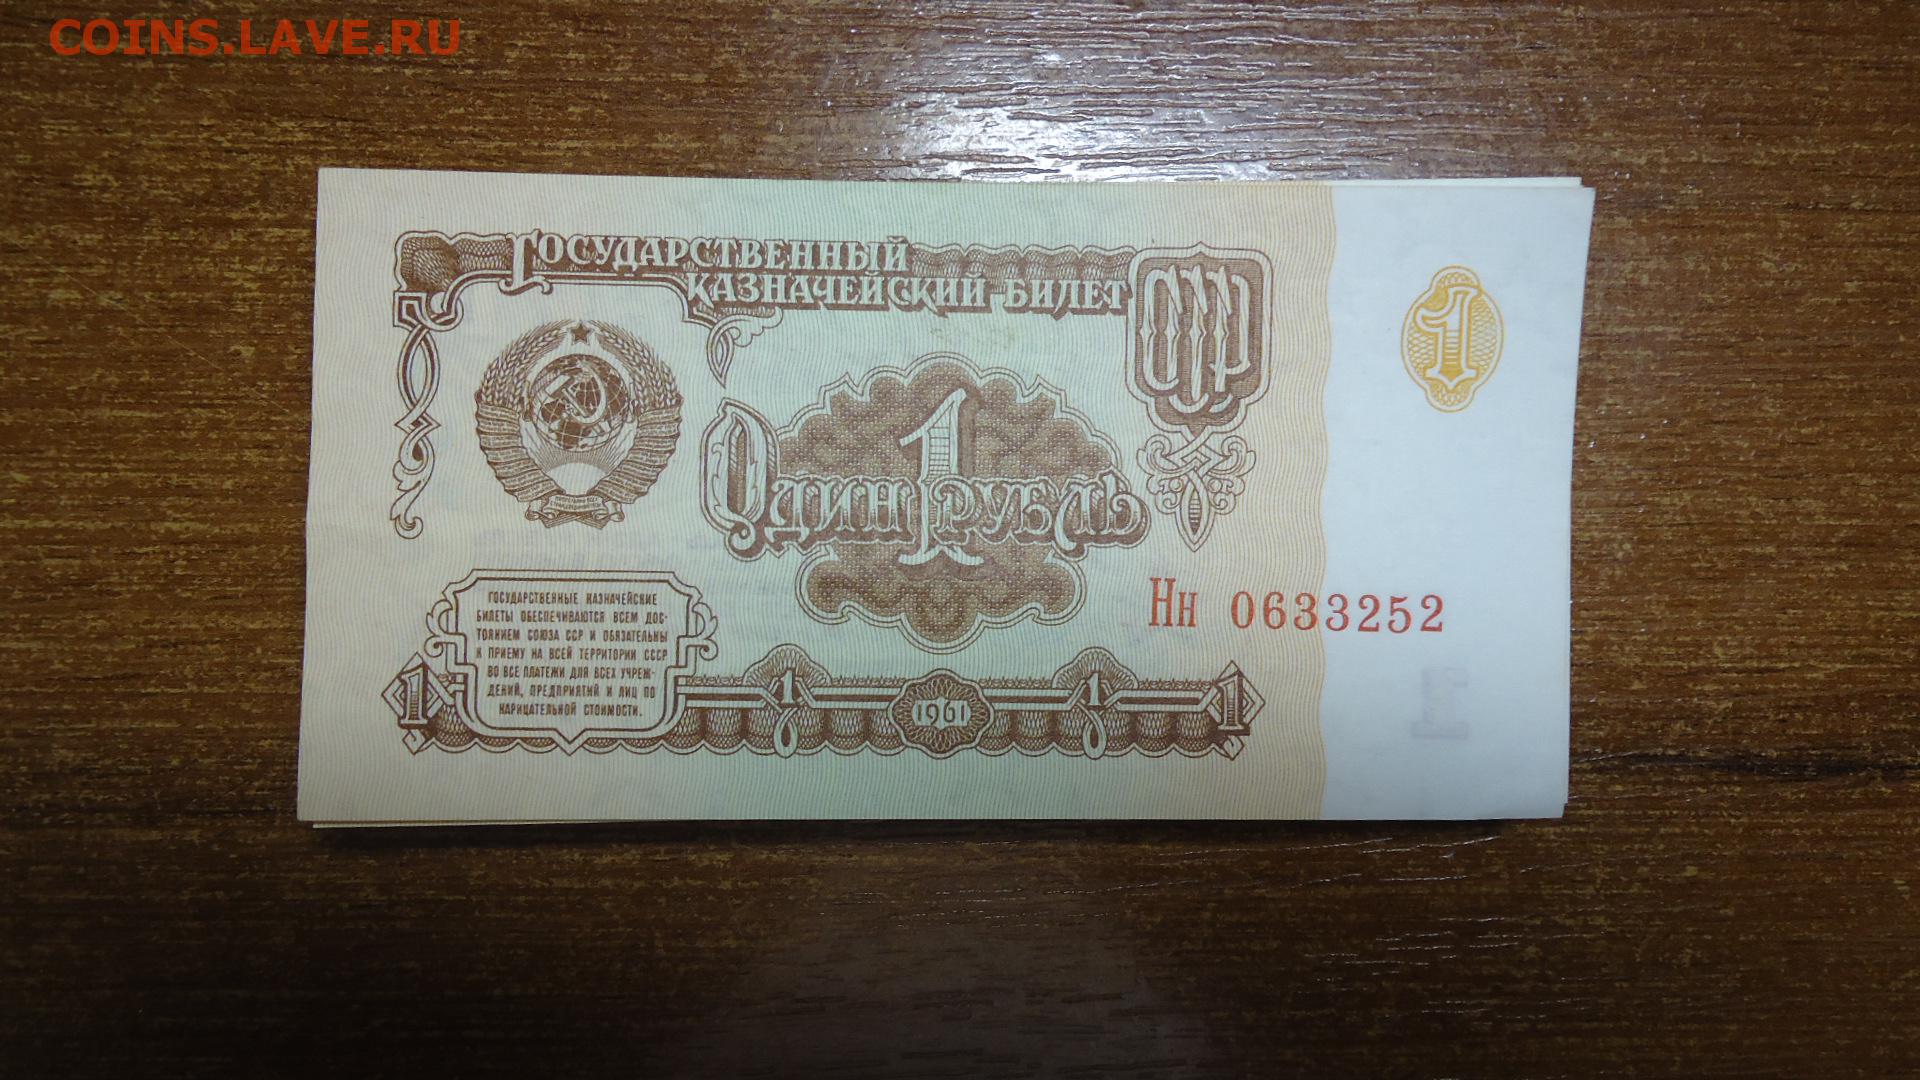 COINS.LAVE.RU
ГОСУДАРСТВЕННЫЙ
КАЗНАЧЕЙСКИЙ БИЛЕТ
СССР
1
1
ОДИН РУБЛЬ
Нн 0633252
ГОСУДАРСТВЕННЫЕ КАЗНАЧЕЙСКИЕ
БИЛЕТЫ ОБЕСПЕЧИВАЮТСЯ ВСЕМ ДОС-
ТОЯНИЕМ СОЮЗА ССР И ОБЯЗАТЕЛЬНЫ
К ПРИЕМУ НА ВСЕЙ ТЕРРИТОРИИ СССР
ВО ВСЕ ПЛАТЕЖИ ДЛЯ ВСЕХ УЧРЕЖ-
ДЕНИЙ, ПРЕДПРИЯТИЙ И ЛИЦ ПО
НАРИЦАТЕЛЬНОЙ СТОИМОСТИ.
1 1 1961 1 1